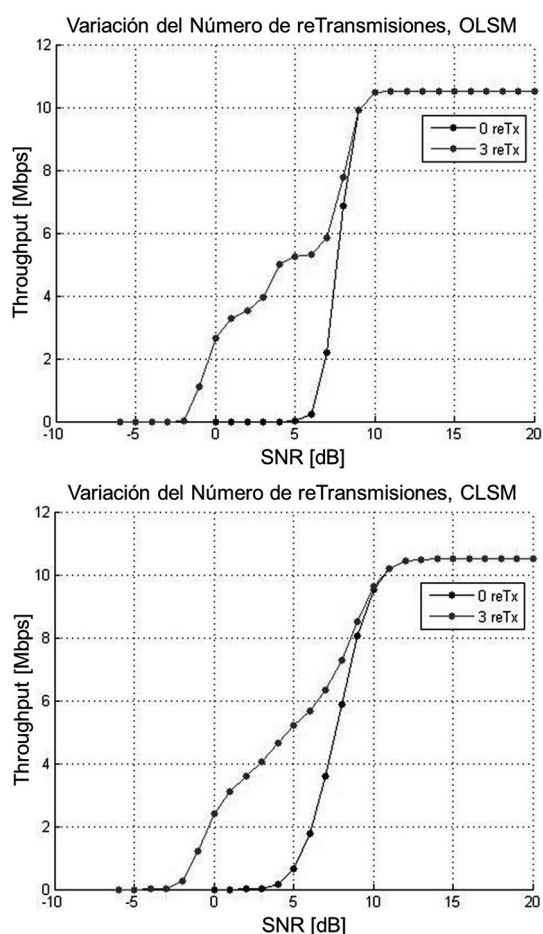 Variación del Número de reTransmisiones, OLSM
12
10
8
6
4
2
0
-10
-5
0
5
10
15
20
Throughput [Mbps]
SNR [dB]
0 reTx
3 reTx
Variación del Número de reTransmisiones, CLSM
12
10
8
6
4
2
0
-10
-5
0
5
10
15
20
Throughput [Mbps]
SNR [dB]
0 reTx
3 reTx